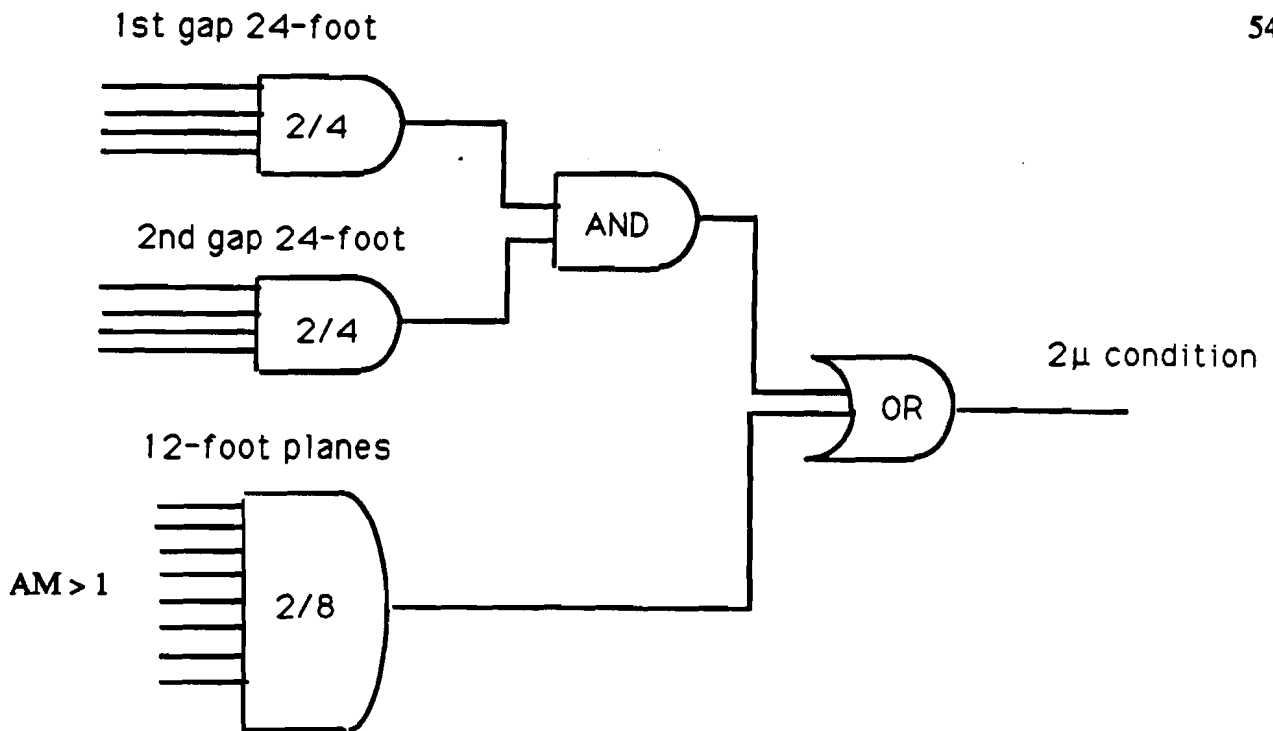 1st gap 24-foot
54
2/4
AND
2nd gap 24-foot
2/4
2µ condition
OR
12-foot planes
AM > 1
2/8